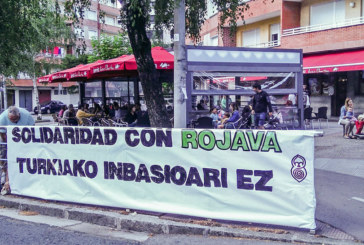 SOLIDARIDAD CON ROJAVA
TURKIAKO INBASIOARI EZ